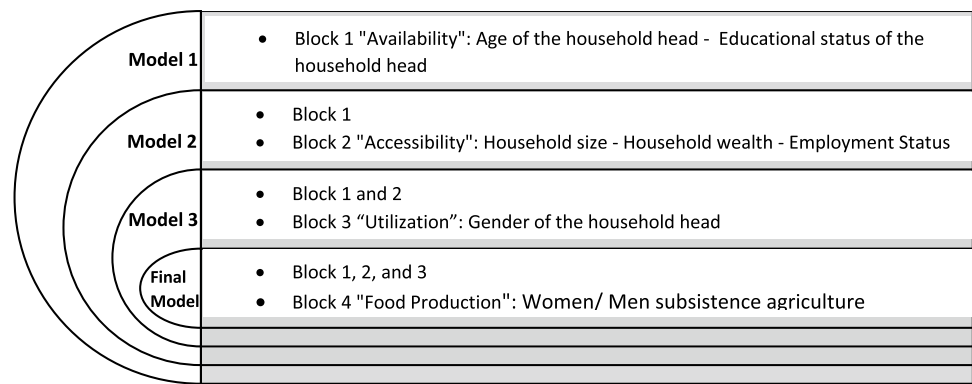 Model 1
• Block 1 "Availability": Age of the household head - Educational status of the
household head
Model 2
• Block 1
• Block 2 "Accessibility": Household size - Household wealth - Employment Status
Model 3
• Block 1 and 2
• Block 3 “Utilization”: Gender of the household head
Final
Model
• Block 1, 2, and 3
• Block 4 "Food Production": Women/ Men subsistence agriculture